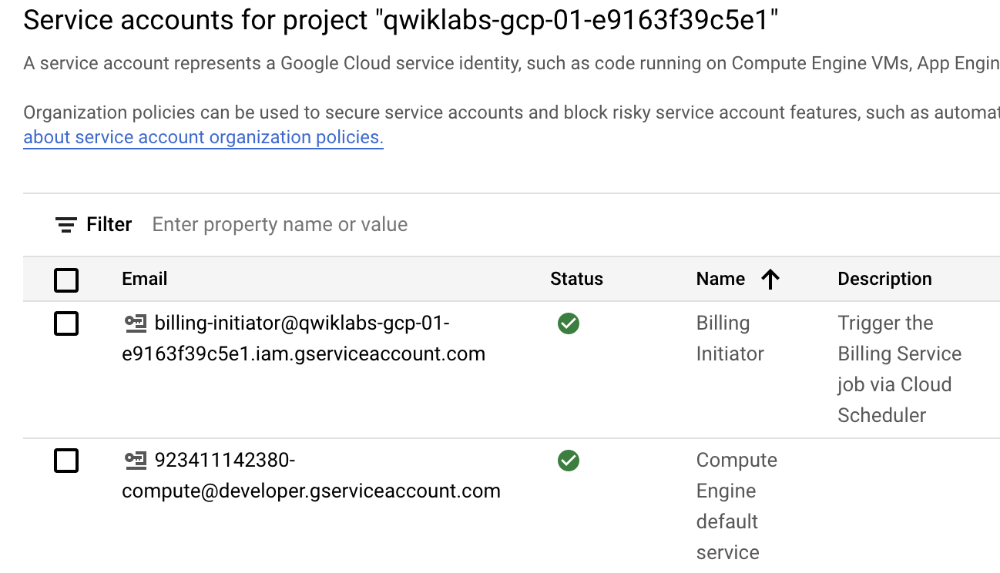 Service accounts for project "qwiklabs-gcp-01-e9163f39c5e1"
A service account represents a Google Cloud service identity, such as code running on Compute Engine VMs, App Engin
Organization policies can be used to secure service accounts and block risky service account features, such as automat
about service account organization policies.
Filter Enter property name or value
Email Status Name Description
billing-initiator@qwiklabs-gcp-01- Billing Trigger the
e9163f39c5e1.iam.gserviceaccount.com Initiator Billing Service
job via Cloud
Scheduler
923411142380- Compute
compute@developer.gserviceaccount.com Engine
default
service